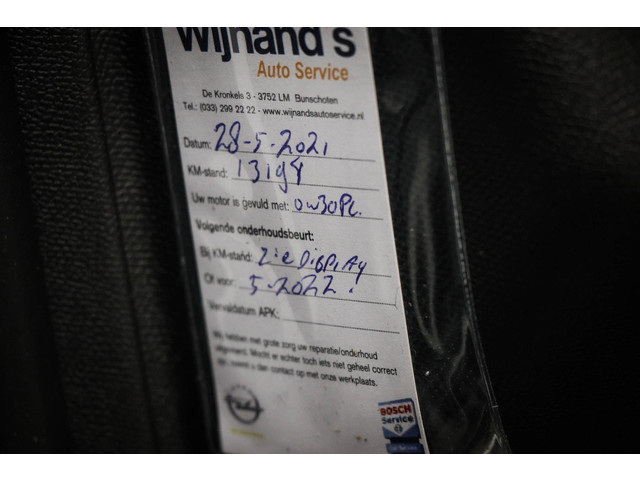 Wijnand's
Auto Service
De Kronkels 3 - 3752 LM Bunschoten
Tel.: (033) 299 22 22 - www.wijnandsautoservice.nl
Datum: 28-5-2021
KM-stand: 13194
Uw motor is gevuld met: 0W30PC.
Volgende onderhoudsbeurt:
Bij KM-stand: Zie Display
Of voor: 5-2022!
Vervaldatum APK:
Wij hebben met grote zorg uw reparatie/onderhoud
uitgevoerd. Mocht er echter toch iets niet geheel correct
zijn, neemt u dan contact op met onze werkplaats.
BOSCH
Service